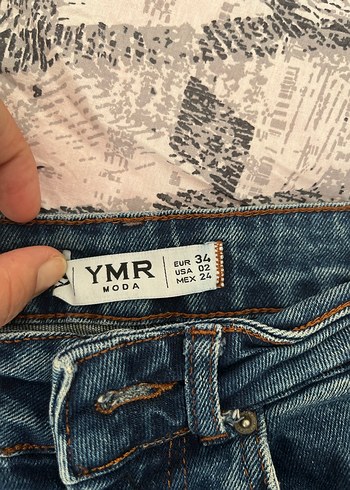 YMR
MODA
EUR 34
USA 02
MEX 24